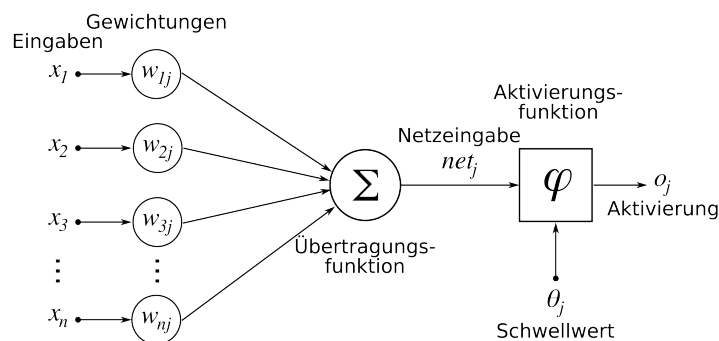 Gewichtungen
Eingaben
x1 w1j
x2 w2j
x3 w3j
⋮ ⋮
xn wnj
Σ
Übertragungs-
funktion
Netzeingabe
netj
Aktivierungs-
funktion
φ
oj
Aktivierung
θj
Schwellwert